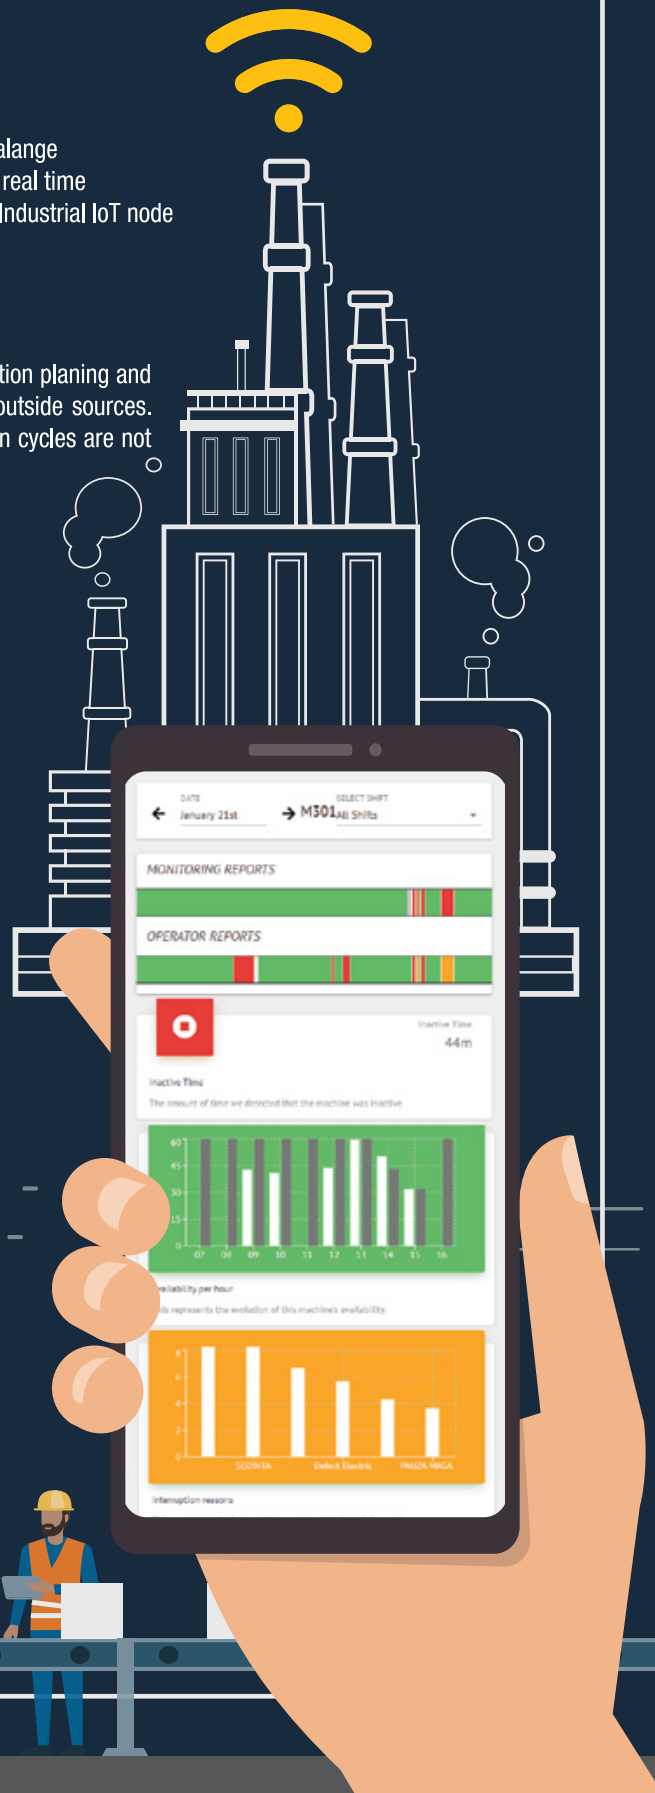 alange
real time
Industrial IoT node
tion planing and
outside sources.
n cycles are not
DATE
SELECT SHIFT
January 21st
M301
All Shifts
MONITORING REPORTS
OPERATOR REPORTS
Inactive Time
44m
Inactive Time
The amount of time we detected that the machine was inactive
60
45
30
15
0
07 08 09 10 11 12 13 14 15 16
vailability per hour
his represents the evolution of this machine's availability.
8
6
4
2
0
SEDINTA Defect Electric PAUZA MASA
Interruption reasons